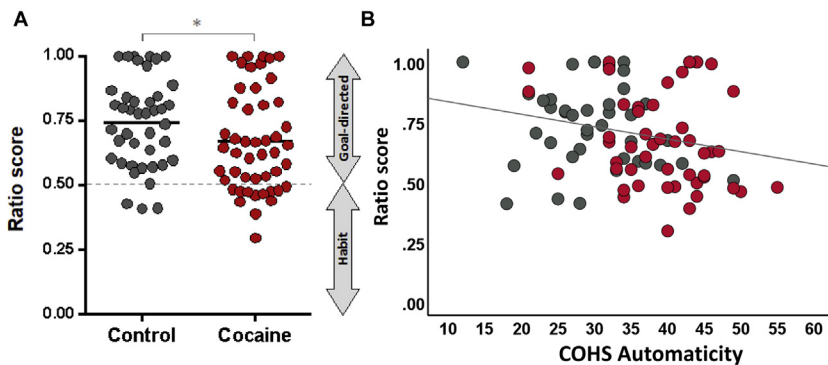 A
*
Ratio score
1.00
0.75
0.50
0.25
0.00
Control
Cocaine
Goal-directed
Habit
B
Ratio score
1.00
.75
.50
.25
.00
10 15 20 25 30 35 40 45 50 55 60
COHS Automaticity